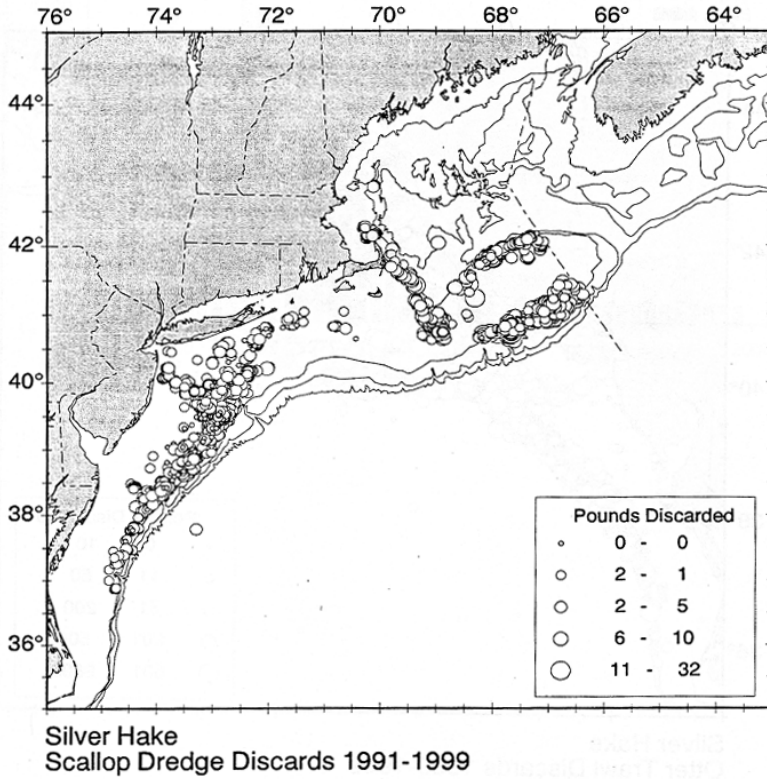 76° 74° 72° 70° 68° 66° 64°
44°
42°
40°
38°
36°
Pounds Discarded
0 - 0
2 - 1
2 - 5
6 - 10
11 - 32
Silver Hake
Scallop Dredge Discards 1991-1999